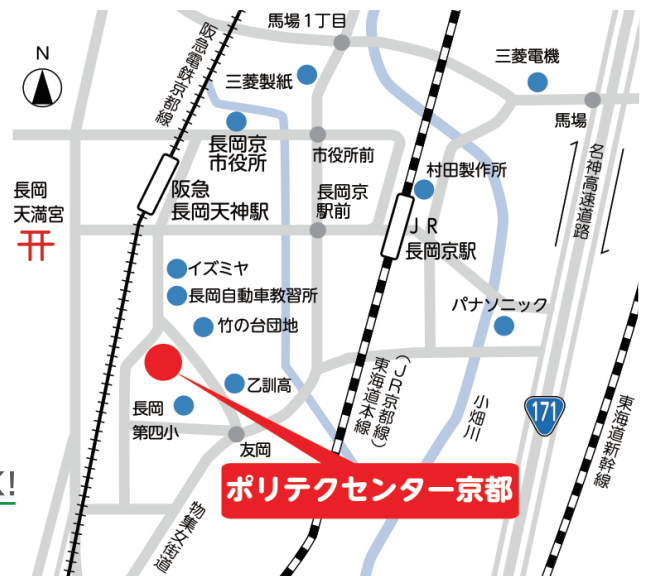 馬場1丁目
N
阪急電鉄京都線
三菱製紙
三菱電機
馬場
長岡京
市役所
市役所前
村田製作所
名神高速道路
長岡
天満宮
阪急
長岡天神駅
長岡京
駅前
JR
長岡京駅
イズミヤ
長岡自動車教習所
竹の台団地
パナソニック
乙訓高
長岡
第四小
友岡
(JR京都線)
東海道本線
小畑川
171
東海道新幹線
K!
ポリテクセンター京都
物集女街道